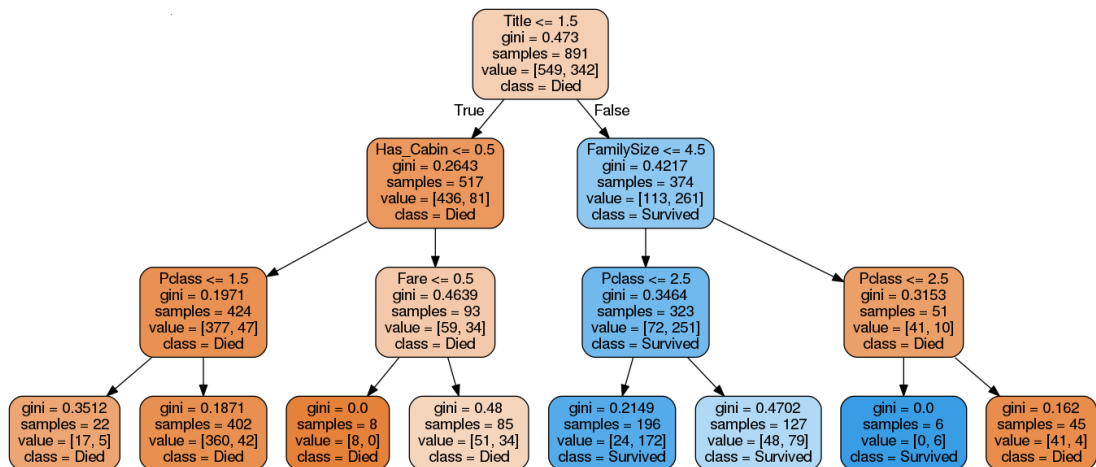 Title <= 1.5
gini = 0.473
samples = 891
value = [549, 342]
class = Died
True
False
Has_Cabin <= 0.5
gini = 0.2643
samples = 517
value = [436, 81]
class = Died
FamilySize <= 4.5
gini = 0.4217
samples = 374
value = [113, 261]
class = Survived
Pclass <= 1.5
gini = 0.1971
samples = 424
value = [377, 47]
class = Died
Fare <= 0.5
gini = 0.4639
samples = 93
value = [59, 34]
class = Died
Pclass <= 2.5
gini = 0.3464
samples = 323
value = [72, 251]
class = Survived
Pclass <= 2.5
gini = 0.3153
samples = 51
value = [41, 10]
class = Died
gini = 0.3512
samples = 22
value = [17, 5]
class = Died
gini = 0.1871
samples = 402
value = [360, 42]
class = Died
gini = 0.0
samples = 8
value = [8, 0]
class = Died
gini = 0.48
samples = 85
value = [51, 34]
class = Died
gini = 0.2149
samples = 196
value = [24, 172]
class = Survived
gini = 0.4702
samples = 127
value = [48, 79]
class = Survived
gini = 0.0
samples = 6
value = [0, 6]
class = Survived
gini = 0.162
samples = 45
value = [41, 4]
class = Died